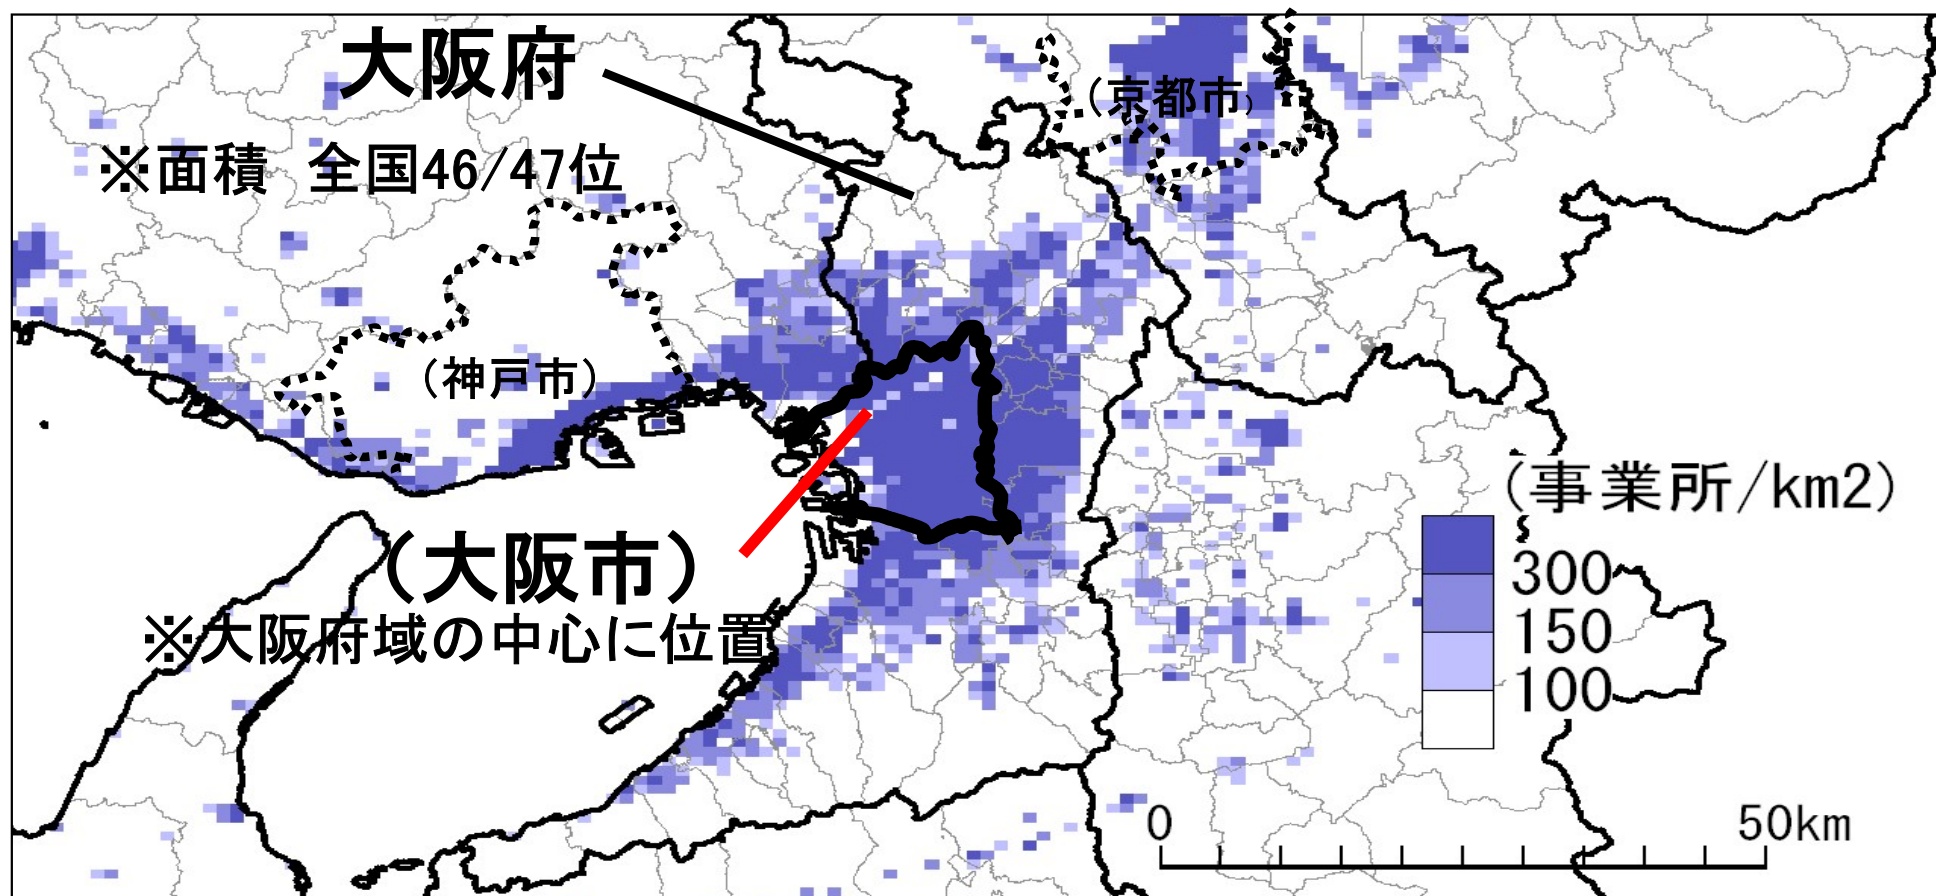 大阪府
※面積　全国46/47位
（京都市）
（神戸市）
（大阪市）
※大阪府域の中心に位置
（事業所/km2）
300
150
100
0
50km